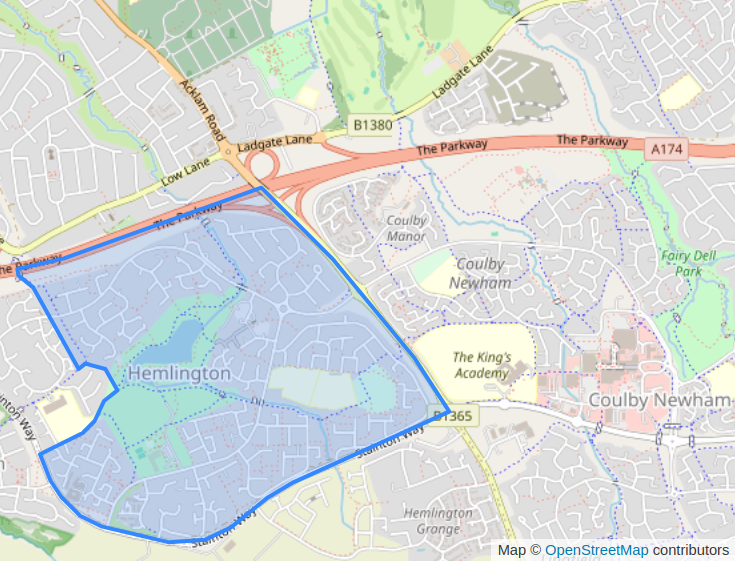 Acklam Road
Ladgate Lane
B1380
Ladgate Lane
Low Lane
The Parkway
The Parkway
A174
The Parkway
The Parkway
Coulby
Manor
Coulby
Newham
Fairy Dell
Park
Hemlington
The King's
Academy
Coulby Newham
B1365
Stainton Way
Stainton Way
Hemlington
Grange
Map © OpenStreetMap contributors